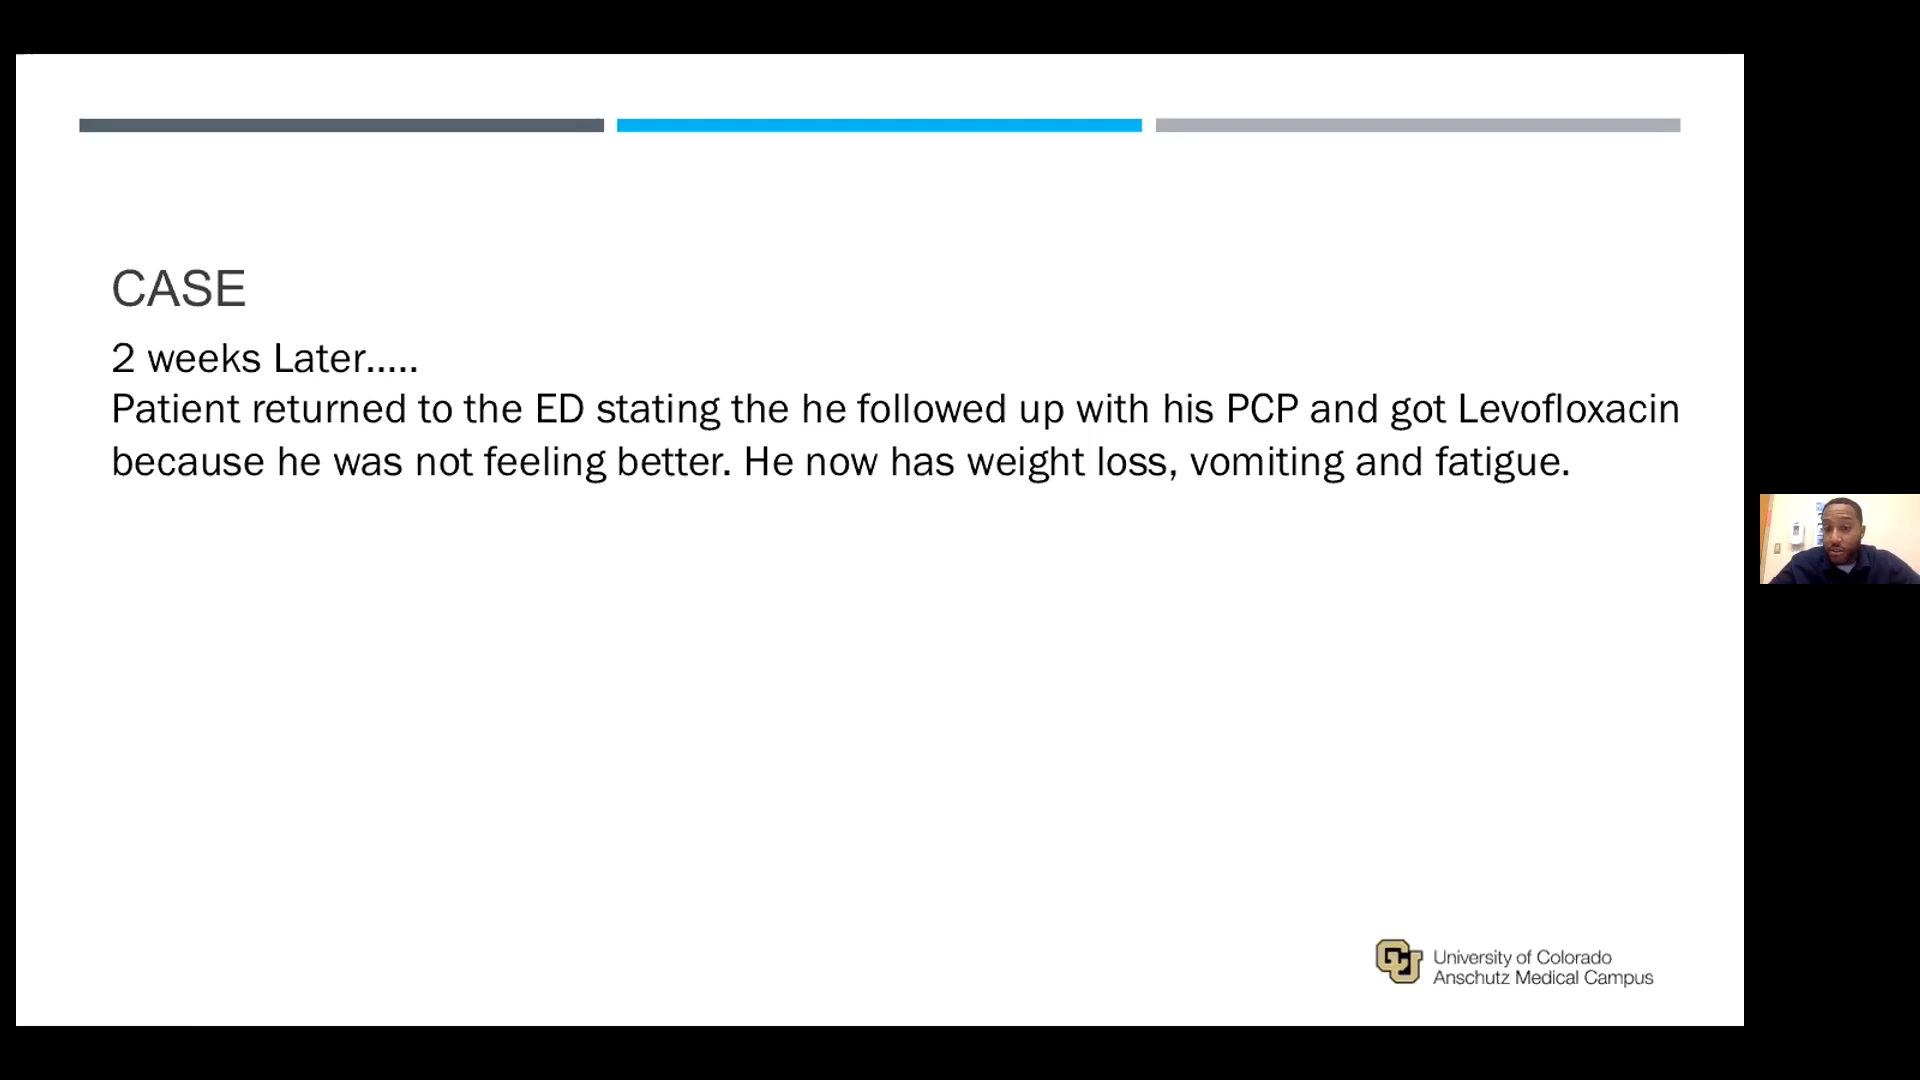 CASE
2 weeks Later.....
Patient returned to the ED stating the he followed up with his PCP and got Levofloxacin
because he was not feeling better. He now has weight loss, vomiting and fatigue.
University of Colorado
Anschutz Medical Campus